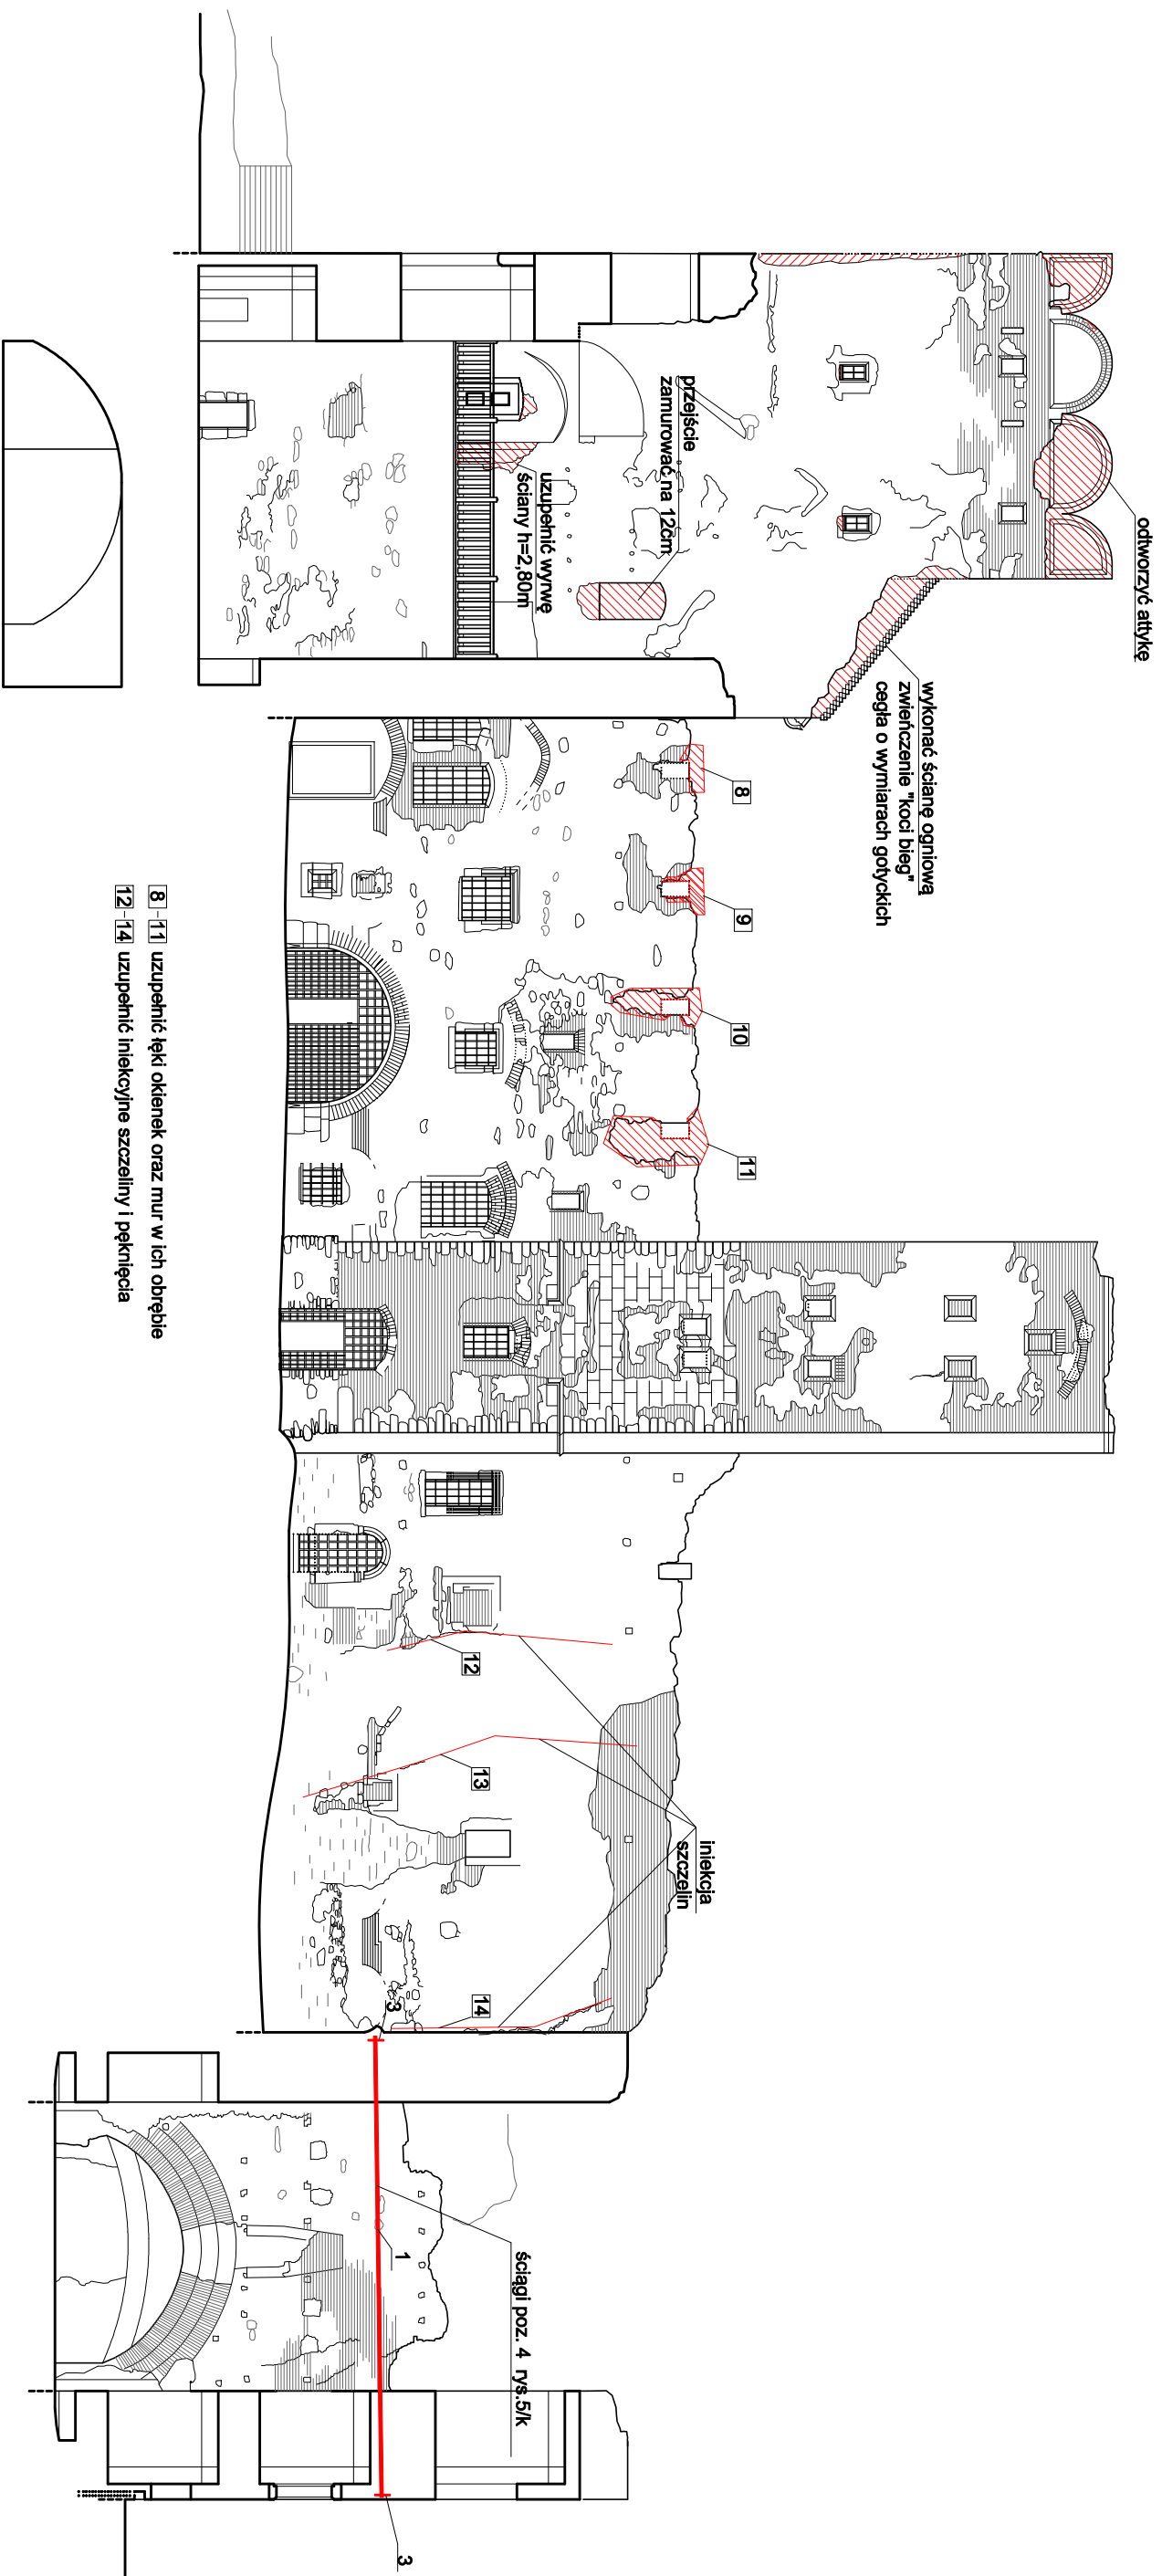 odtworzyć attykę
wykonać ścianę ogniową
zwieńczenie "koci bieg"
cegła o wymiarach gotyckich
przejście
zamurować na 12cm
uzupełnić wyrwę
ściany h=2,80m
8
9
10
11
12
13
14
iniekcja
szczelin
3
1
ściągi poz. 4 rys.5/k
3
8-11 uzupełnić łęki okienek oraz mur w ich obrębie
12-14 uzupełnić iniekcyjne szczeliny i pęknięcia